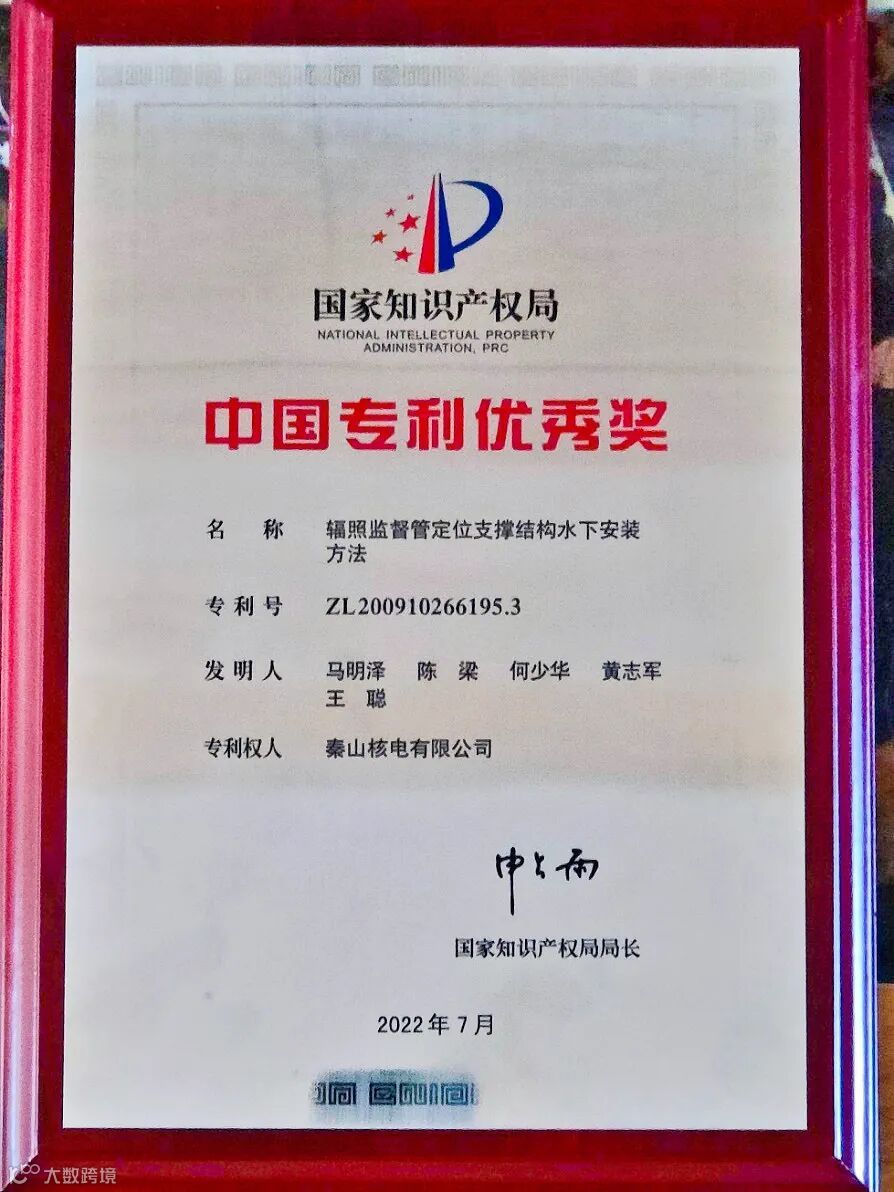 国家知识产权局
NATIONAL INTELLECTUAL PROPERTY
ADMINISTRATION, PRC
中国专利优秀奖
名 称 辐照监督管定位支撑结构水下安装
方法
专利号 ZL200910266195.3
发明人 马明泽 陈 梁 何少华 黄志军
王 聪
专利权人 秦山核电有限公司
申长雨
国家知识产权局局长
2022年7月
大数跨境